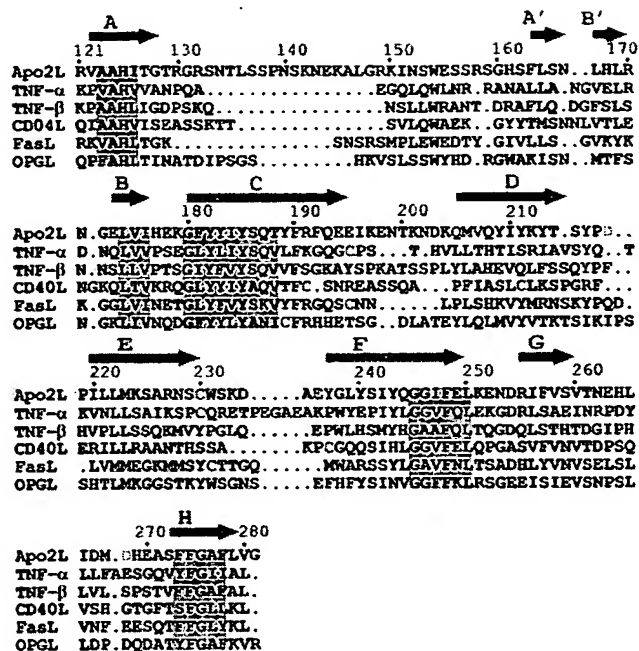 A A' B'
121 130 140 150 160 170
Apo2L RVAAHITGTRGRSNTLSSPNSKNEKALGRKINSWESSRSGHSFLSN..LHLR
TNF-α KPVAHVVANPQA..........EGQLQWLNR.RANALLA.NGVELR
TNF-β KPAAHLIGDPSKQ.........NSLLWRANT.DRAFLQ.DGFSLS
CD04L QIAAHVISEASSKTT.......SVLQWAEK.GYYTMSNNLVTLE
FasL RKVAHLTGK........NSRSMPLEWEDTY.GIVLLS.GVKYK
OPGL QPFAHLTINATDIPSGS.....HKVSLSSWYHD.RGWAKISN.MTFS
B C D
180 190 200 210
Apo2L N.GELVIHEKGFYYIYSQTYFRFQEEIKENTKNDKQMVQYIYKYT.SYPD
TNF-α D.NQLVVPSEGLYLIYSQVLFKGQGCPS..T.HVLLTHTISRIAVSYQ.T
TNF-β N.NSLLVPTSGIYFVYSQVVFSGKAYSPKATSSPLYLAHEVQLFSSQYPF.
CD40L NGKQLTVKRQGLYYIYAQVTFC.SNREASSQA..PFIASLCLKSPGRF.
FasL K.GGLVINETGLYFVYSKVYFRGQSCNN...LPLSHKVYMRNSKYPQD.
OPGL N.GKLIVNQDGFYYLYANICFRHHETSG..DLATEYLQLMVYVTKTSIKIPS
E F G
220 230 240 250 260
Apo2L PILLMKSARNSCWSKD.....AEYGLYSIYQGGIFELKENDRIFVSVTNEHL
TNF-α KVNLLSAIKSPCQRETPEGAEAKPWYEPIYLGGVFQLEKGDRLSAEINRPDY
TNF-β HVPLLSSQKMVYPGLQ.....EPWLHSMYHGAAFQLTQGDQLSTHTDGIPH
CD40L ERILLRAANTHSSA......KPCGQQSIHLGGVFELQPGASVFVNVTDPSQ
FasL .LVMMEGKMMSYCTTGQ.....MWARSSYLGAVFNLTSADHLYVNVSELSL
OPGL SHTLMKGGSTKYWSGNS.....EFHFYSINVGGFFKLRSGEEISIEVSNPSL
H
270 280
Apo2L IDM.DHEASFFGAFLVG
TNF-α LLFAESGQVYFGIIAL.
TNF-β LVL.SPSTVFFGAFAL.
CD40L VSH.GTGFTSFGLLKL.
FasL VNF.EESQTFFGLYKL.
OPGL LDP.DQDATYFGAFKVR